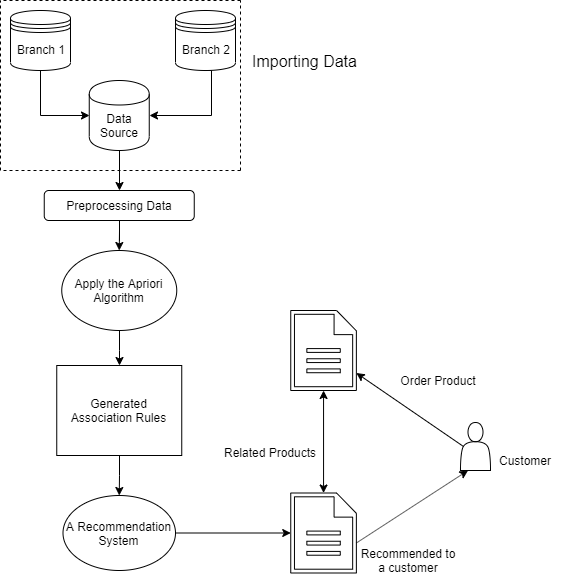 Branch 1
Branch 2
Importing Data
Data
Source
Preprocessing Data
Apply the Apriori
Algorithm
Generated
Association Rules
Order Product
Related Products
Customer
A Recommendation
System
Recommended to
a customer